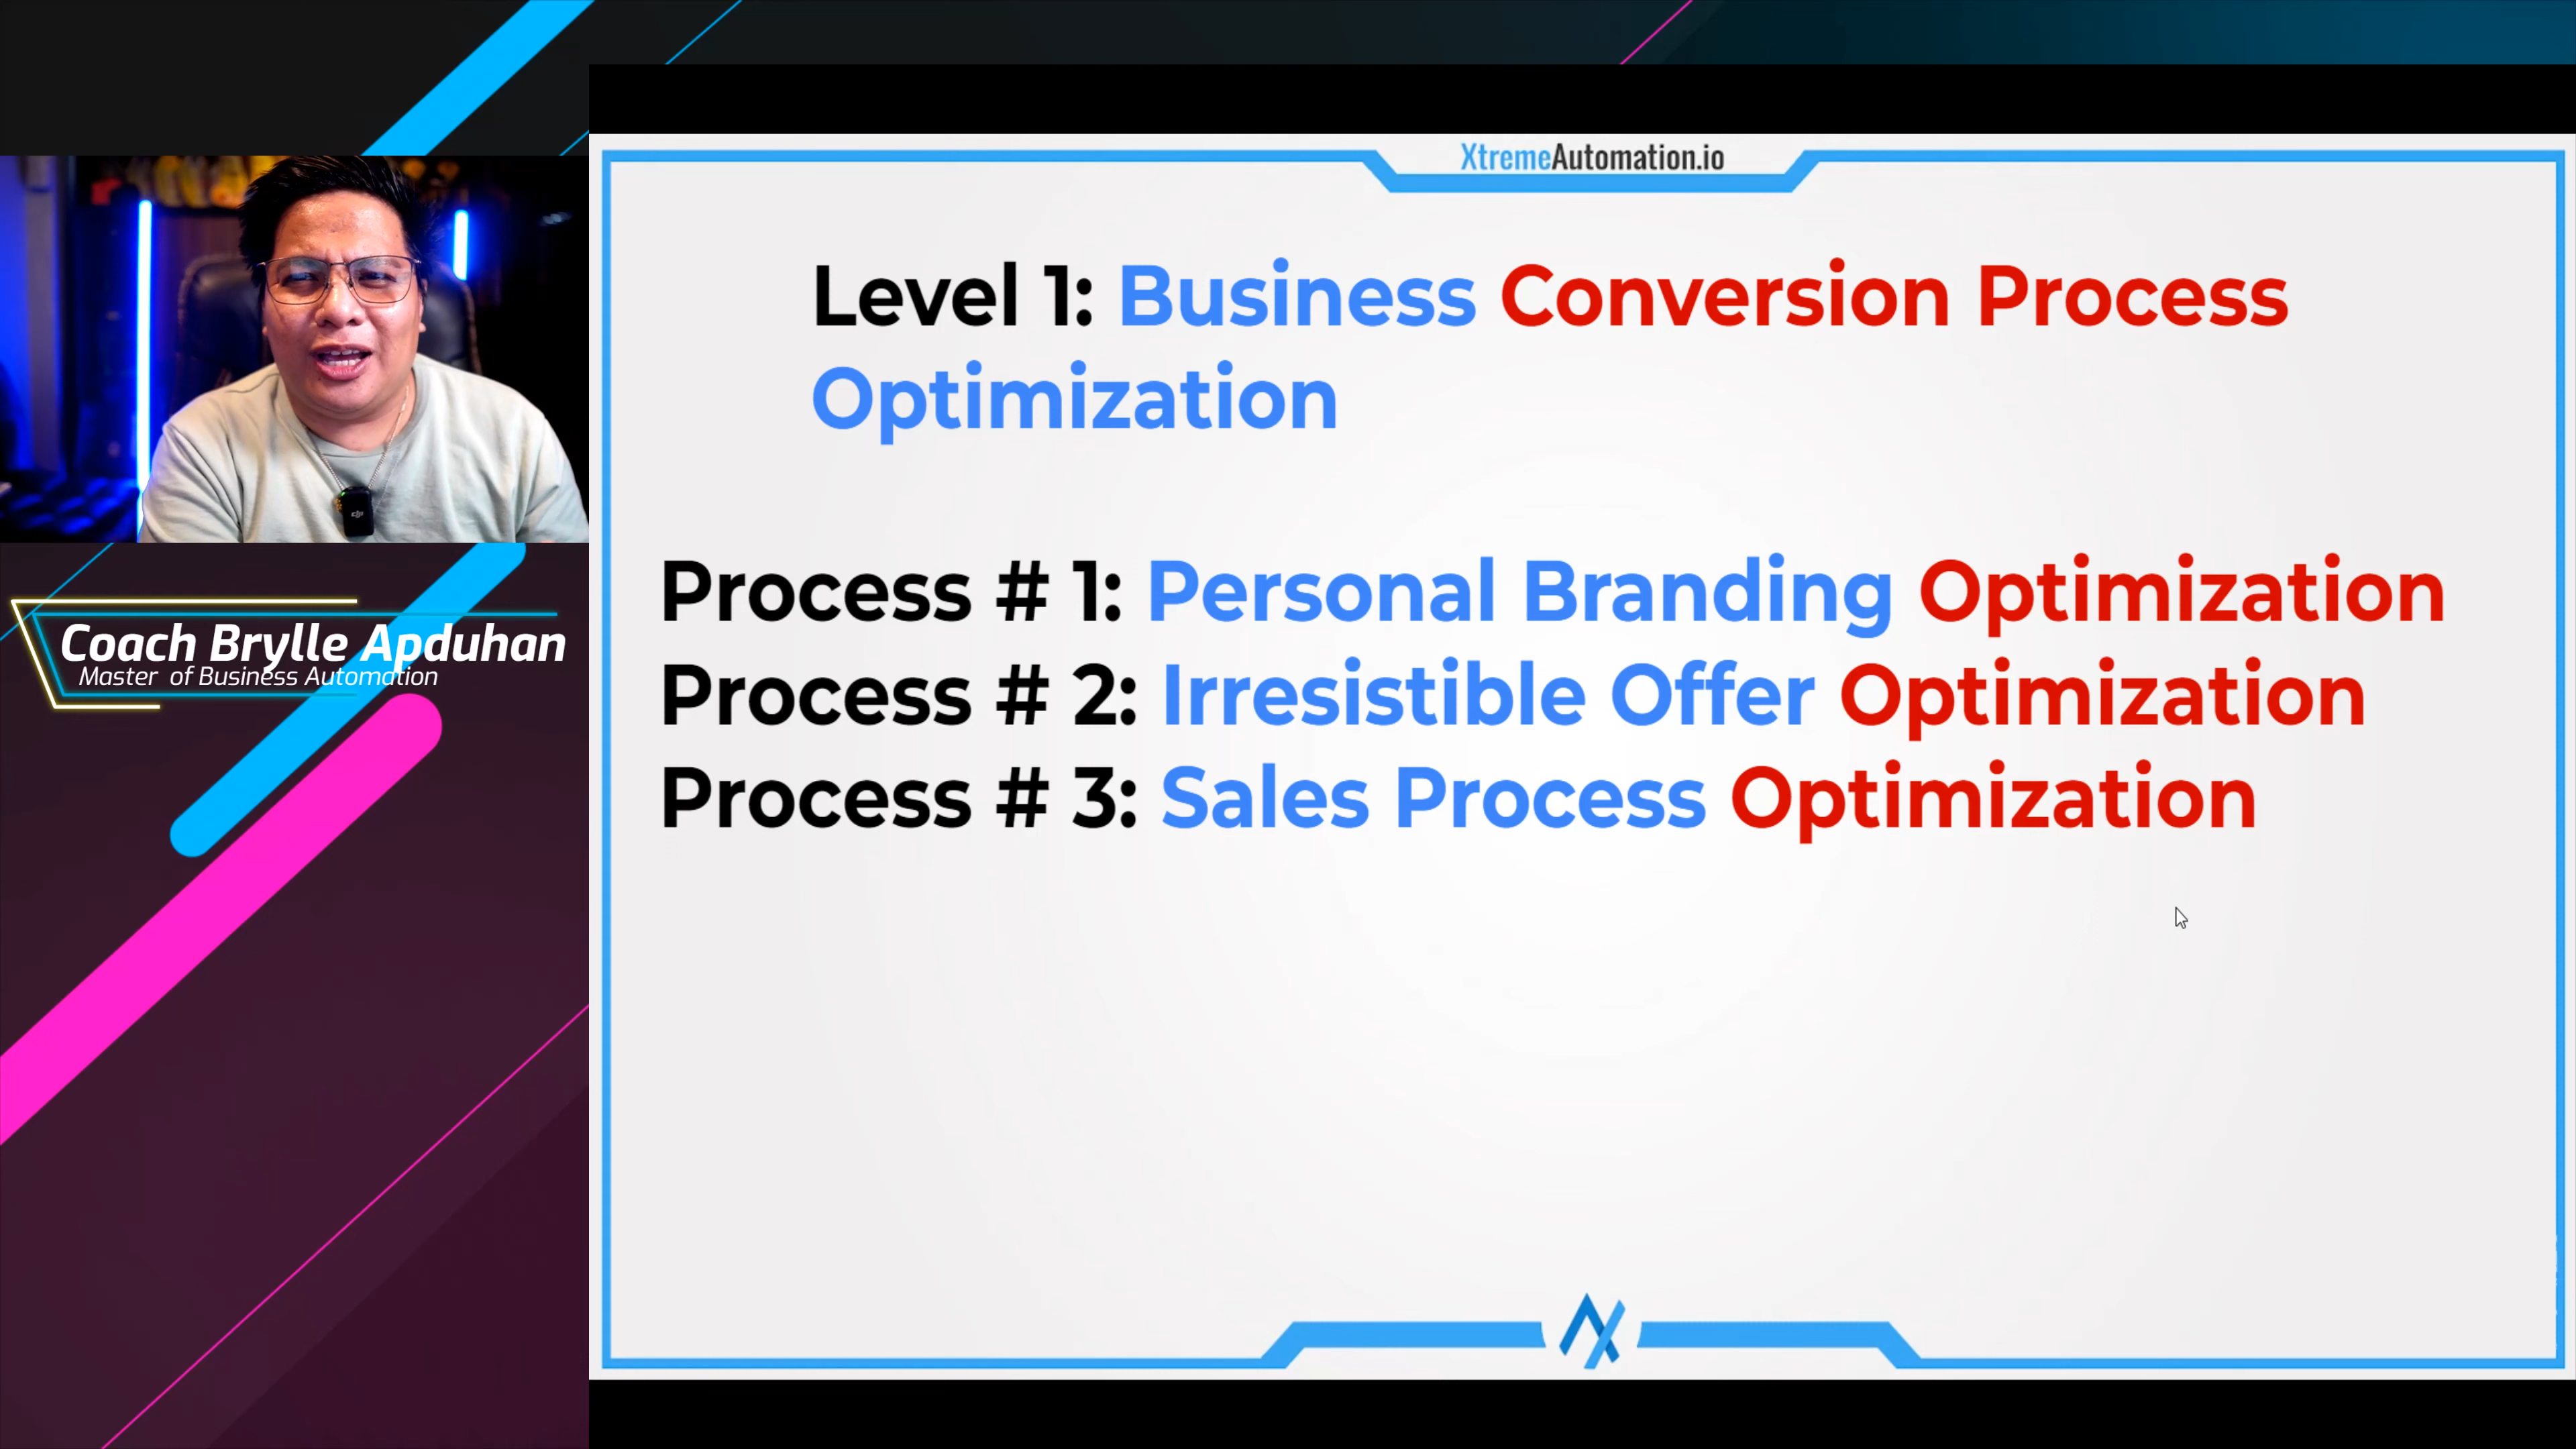 XtremeAutomation.io
Level 1: Business Conversion Process
Optimization
Process # 1: Personal Branding Optimization
Process # 2: Irresistible Offer Optimization
Process # 3: Sales Process Optimization
Coach Brylle Apduhan
Master of Business Automation
dji